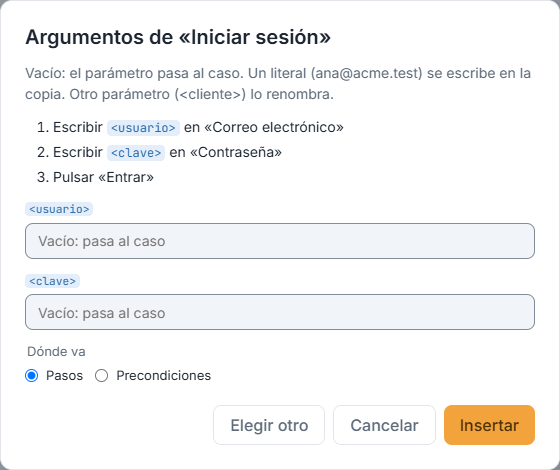 Argumentos de «Iniciar sesión»
Vacío: el parámetro pasa al caso. Un literal (ana@acme.test) se escribe en la
copia. Otro parámetro (<cliente>) lo renombra.
1. Escribir <usuario> en «Correo electrónico»
2. Escribir <clave> en «Contraseña»
3. Pulsar «Entrar»
<usuario>
Vacío: pasa al caso
<clave>
Vacío: pasa al caso
Dónde va
Pasos Precondiciones
Elegir otro Cancelar Insertar